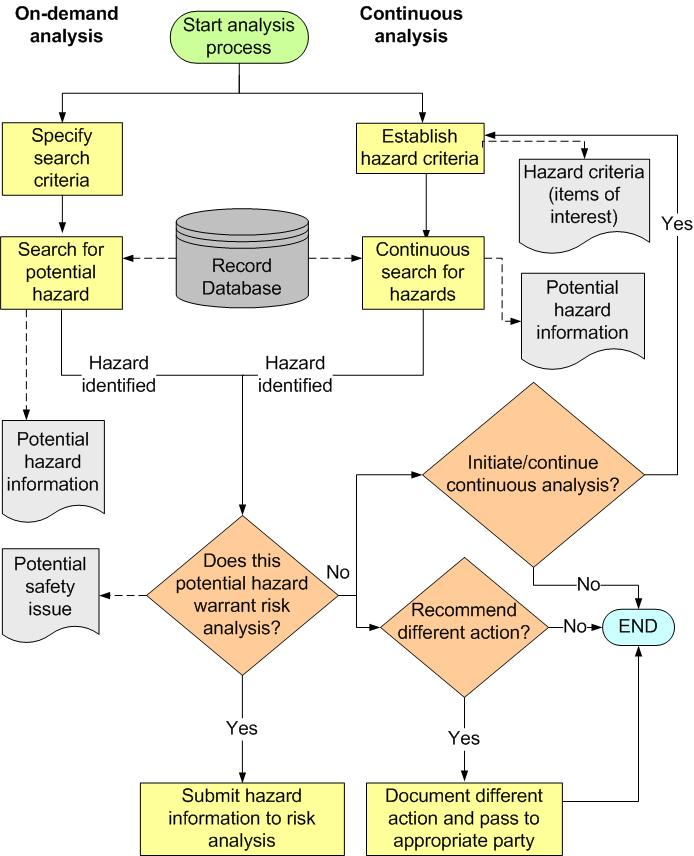 On-demand
analysis
Start analysis
process
Continuous
analysis
Specify
search
criteria
Establish
hazard criteria
Hazard criteria
(items of
interest)
Yes
Search for
potential
hazard
Record
Database
Continuous
search for
hazards
Potential
hazard
information
Hazard
identified
Hazard
identified
Potential
hazard
information
Initiate/continue
continuous analysis?
Potential
safety
issue
Does this
potential hazard
warrant risk
analysis?
No
Recommend
different action?
No
No
END
Yes
Yes
Submit hazard
information to risk
analysis
Document different
action and pass to
appropriate party